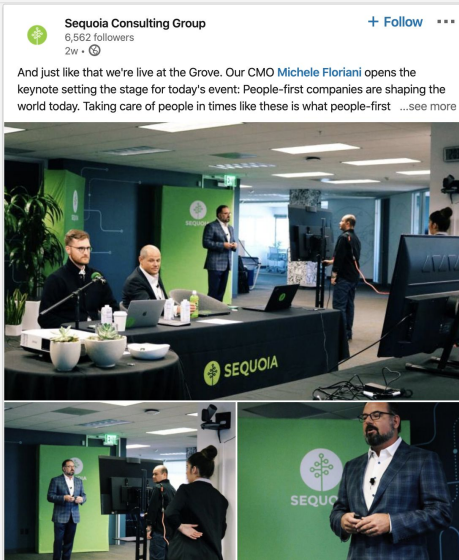 Sequoia Consulting Group
+ Follow
6,562 followers
2w •
And just like that we're live at the Grove. Our CMO Michele Floriani opens the
keynote setting the stage for today's event: People-first companies are shaping the
world today. Taking care of people in times like these is what people-first ...see more
SEQUOIA
SEQUO